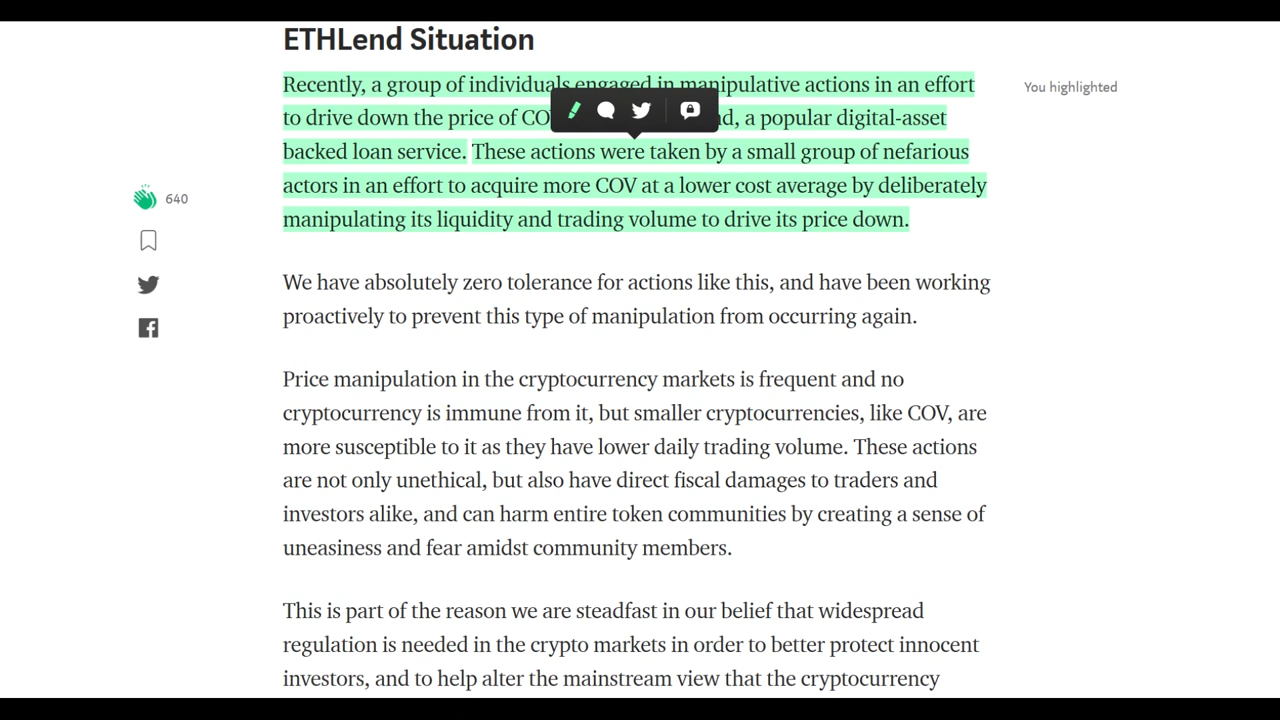 ETHLend Situation
Recently, a group of individuals engaged in manipulative actions in an effort
You highlighted
to drive down the price of CO d, a popular digital-asset
backed loan service. These actions were taken by a small group of nefarious
actors in an effort to acquire more COV at a lower cost average by deliberately
640
manipulating its liquidity and trading volume to drive its price down.
We have absolutely zero tolerance for actions like this, and have been working
proactively to prevent this type of manipulation from occurring again.
Price manipulation in the cryptocurrency markets is frequent and no
cryptocurrency is immune from it, but smaller cryptocurrencies, like COV, are
more susceptible to it as they have lower daily trading volume. These actions
are not only unethical, but also have direct fiscal damages to traders and
investors alike, and can harm entire token communities by creating a sense of
uneasiness and fear amidst community members.
This is part of the reason we are steadfast in our belief that widespread
regulation is needed in the crypto markets in order to better protect innocent
investors, and to help alter the mainstream view that the cryptocurrency